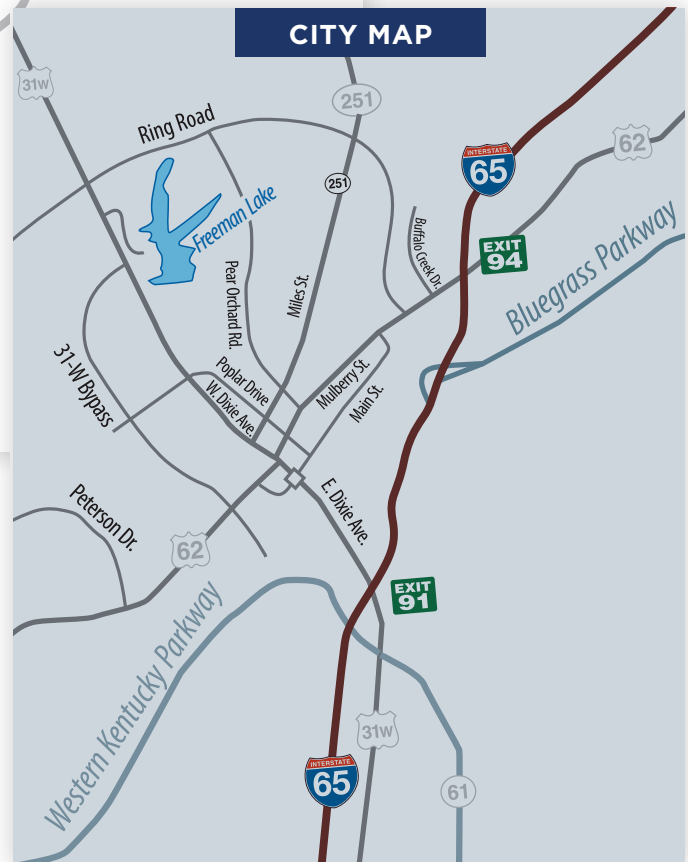 CITY MAP
31W
251
Ring Road
62
INTERSTATE
65
251
Freeman Lake
Buffalo Creek Dr.
EXIT
94
Bluegrass Parkway
Pear Orchard Rd.
Miles St.
31-W Bypass
Poplar Drive
W. Dixie Ave.
Mulberry St.
Main St.
Peterson Dr.
E. Dixie Ave.
62
EXIT
91
Western Kentucky Parkway
31W
INTERSTATE
65
61